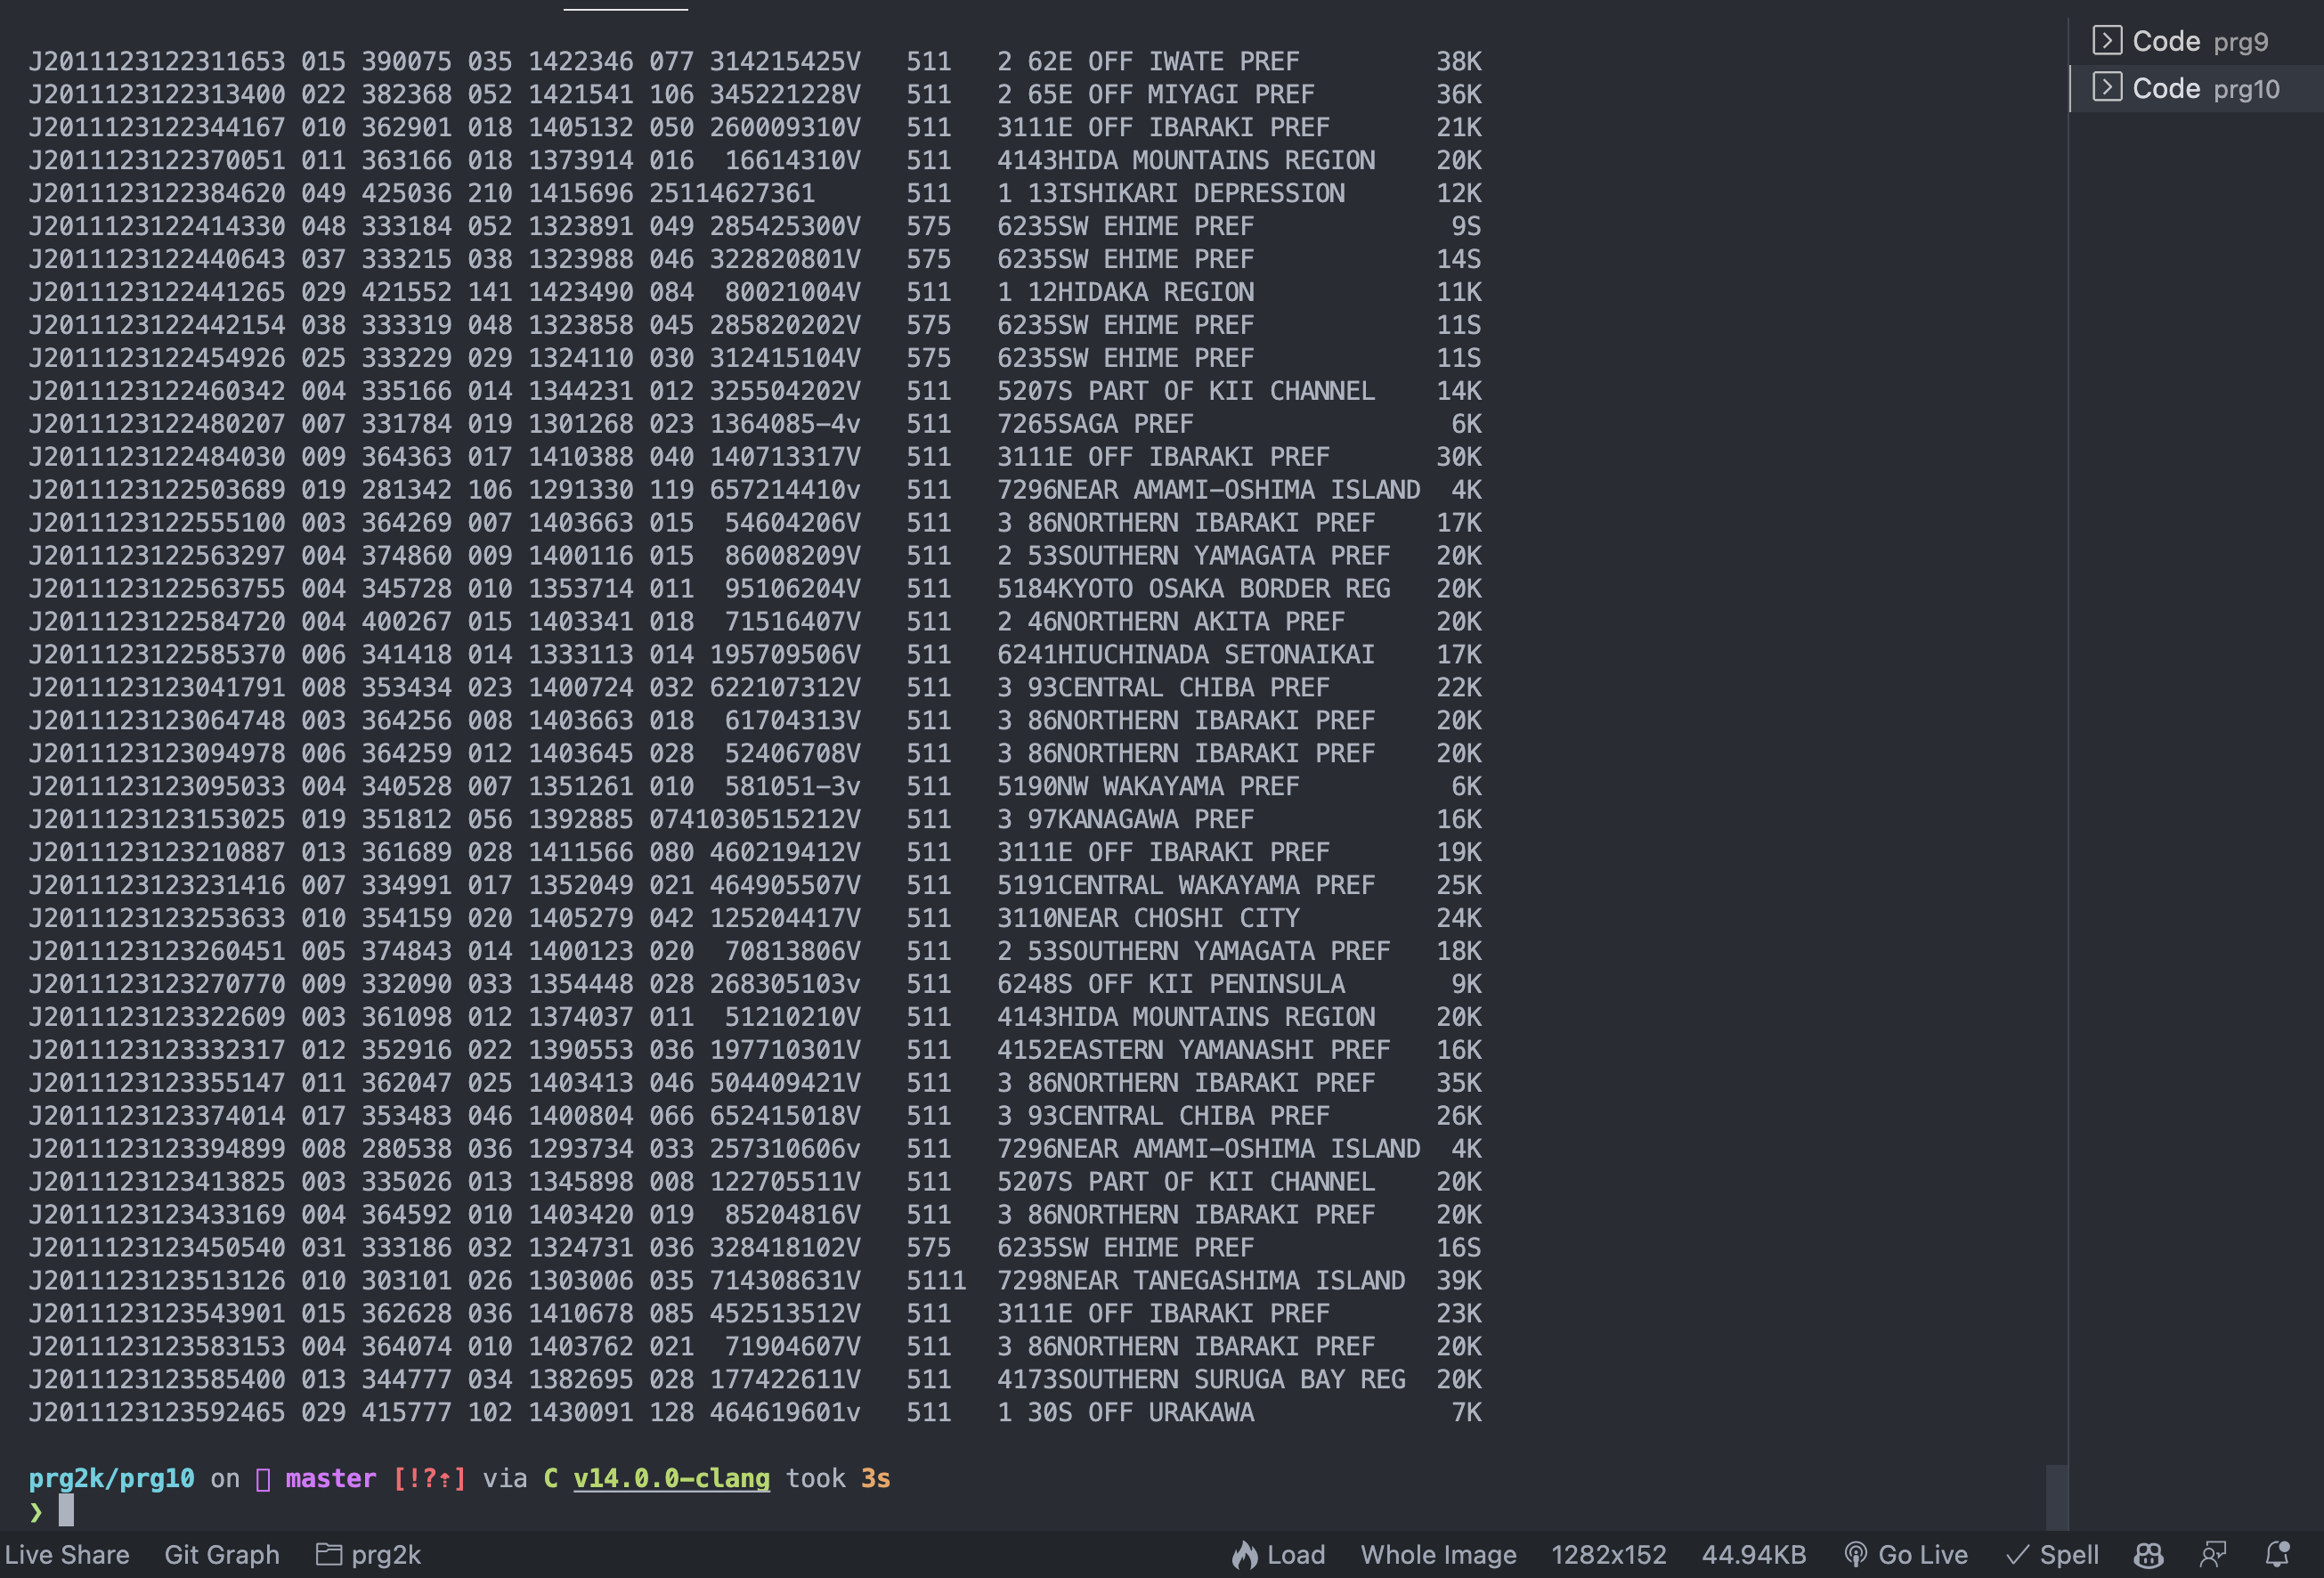 J2011123122311653 015 390075 035 1422346 077 314215425V   511   2 62E OFF IWATE PREF         38K
J2011123122313400 022 382368 052 1421541 106 345221228V   511   2 65E OFF MIYAGI PREF        36K
J2011123122344167 010 362901 018 1405132 050 260009310V   511   3111E OFF IBARAKI PREF       21K
J2011123122370051 011 363166 018 1373914 016  16614310V   511   4143HIDA MOUNTAINS REGION    20K
J2011123122384620 049 425036 210 1415696 25114627361      511   1 13ISHIKARI DEPRESSION      12K
J2011123122414330 048 333184 052 1323891 049 285425300V   575   6235SW EHIME PREF             9S
J2011123122440643 037 333215 038 1323988 046 322820801V   575   6235SW EHIME PREF            14S
J2011123122441265 029 421552 141 1423490 084  80021004V   511   1 12HIDAKA REGION            11K
J2011123122442154 038 333319 048 1323858 045 285820202V   575   6235SW EHIME PREF            11S
J2011123122454926 025 333229 029 1324110 030 312415104V   575   6235SW EHIME PREF            11S
J2011123122460342 004 335166 014 1344231 012 325504202V   511   5207S PART OF KII CHANNEL    14K
J2011123122480207 007 331784 019 1301268 023 1364085-4v   511   7265SAGA PREF                 6K
J2011123122484030 009 364363 017 1410388 040 140713317V   511   3111E OFF IBARAKI PREF       30K
J2011123122503689 019 281342 106 1291330 119 657214410v   511   7296NEAR AMAMI-OSHIMA ISLAND  4K
J2011123122555100 003 364269 007 1403663 015  54604206V   511   3 86NORTHERN IBARAKI PREF    17K
J2011123122563297 004 374860 009 1400116 015  86008209V   511   2 53SOUTHERN YAMAGATA PREF   20K
J2011123122563755 004 345728 010 1353714 011  95106204V   511   5184KYOTO OSAKA BORDER REG   20K
J2011123122584720 004 400267 015 1403341 018  71516407V   511   2 46NORTHERN AKITA PREF      20K
J2011123122585370 006 341418 014 1333113 014 195709506V   511   6241HIUCHINADA SETONAIKAI    17K
J2011123123041791 008 353434 023 1400724 032 622107312V   511   3 93CENTRAL CHIBA PREF       22K
J2011123123064748 003 364256 008 1403663 018  61704313V   511   3 86NORTHERN IBARAKI PREF    20K
J2011123123094978 006 364259 012 1403645 028  52406708V   511   3 86NORTHERN IBARAKI PREF    20K
J2011123123095033 004 340528 007 1351261 010  581051-3v   511   5190NW WAKAYAMA PREF          6K
J2011123123153025 019 351812 056 1392885 0741030515212V   511   3 97KANAGAWA PREF            16K
J2011123123210887 013 361689 028 1411566 080 460219412V   511   3111E OFF IBARAKI PREF       19K
J2011123123231416 007 334991 017 1352049 021 464905507V   511   5191CENTRAL WAKAYAMA PREF    25K
J2011123123253633 010 354159 020 1405279 042 125204417V   511   3110NEAR CHOSHI CITY         24K
J2011123123260451 005 374843 014 1400123 020  70813806V   511   2 53SOUTHERN YAMAGATA PREF   18K
J2011123123270770 009 332090 033 1354448 028 268305103v   511   6248S OFF KII PENINSULA       9K
J2011123123322609 003 361098 012 1374037 011  51210210V   511   4143HIDA MOUNTAINS REGION    20K
J2011123123332317 012 352916 022 1390553 036 197710301V   511   4152EASTERN YAMANASHI PREF   16K
J2011123123355147 011 362047 025 1403413 046 504409421V   511   3 86NORTHERN IBARAKI PREF    35K
J2011123123374014 017 353483 046 1400804 066 652415018V   511   3 93CENTRAL CHIBA PREF       26K
J2011123123394899 008 280538 036 1293734 033 257310606v   511   7296NEAR AMAMI-OSHIMA ISLAND  4K
J2011123123413825 003 335026 013 1345898 008 122705511V   511   5207S PART OF KII CHANNEL    20K
J2011123123433169 004 364592 010 1403420 019  85204816V   511   3 86NORTHERN IBARAKI PREF    20K
J2011123123450540 031 333186 032 1324731 036 328418102V   575   6235SW EHIME PREF            16S
J2011123123513126 010 303101 026 1303006 035 714308631V   5111  7298NEAR TANEGASHIMA ISLAND  39K
J2011123123543901 015 362628 036 1410678 085 452513512V   511   3111E OFF IBARAKI PREF       23K
J2011123123583153 004 364074 010 1403762 021  71904607V   511   3 86NORTHERN IBARAKI PREF    20K
J2011123123585400 013 344777 034 1382695 028 177422611V   511   4173SOUTHERN SURUGA BAY REG  20K
J2011123123592465 029 415777 102 1430091 128 464619601v   511   1 30S OFF URAKAWA             7K
prg2k/prg10 on master [!?⇡] via C v14.0.0-clang took 3s
❯
Code prg9
Code prg10
Live Share Git Graph prg2k Load Whole Image 1282x152 44.94KB Go Live Spell